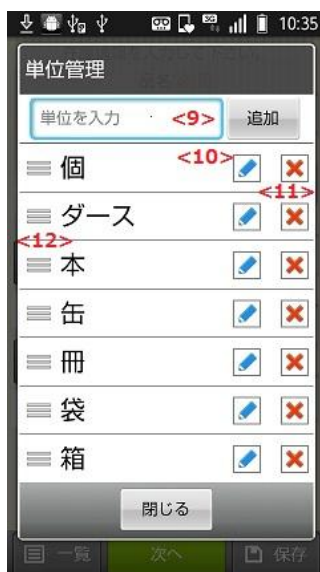 3G 10:35
単位管理
単位を入力 <9> 追加
個 <10>
<11>
ダース
<12>
本
缶
冊
袋
箱
閉じる
一覧 次へ 保存